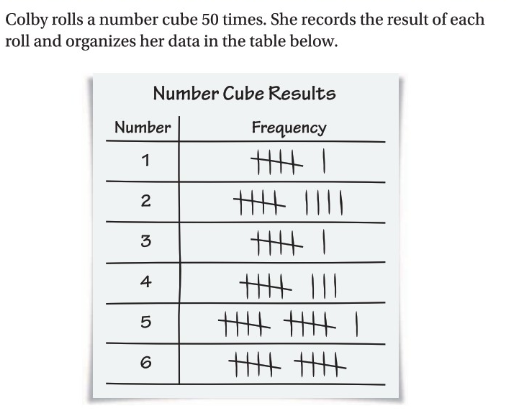 Colby rolls a number cube 50 times. She records the result of each
roll and organizes her data in the table below.
Number Cube Results
Number Frequency
1
2
3
4
5
6